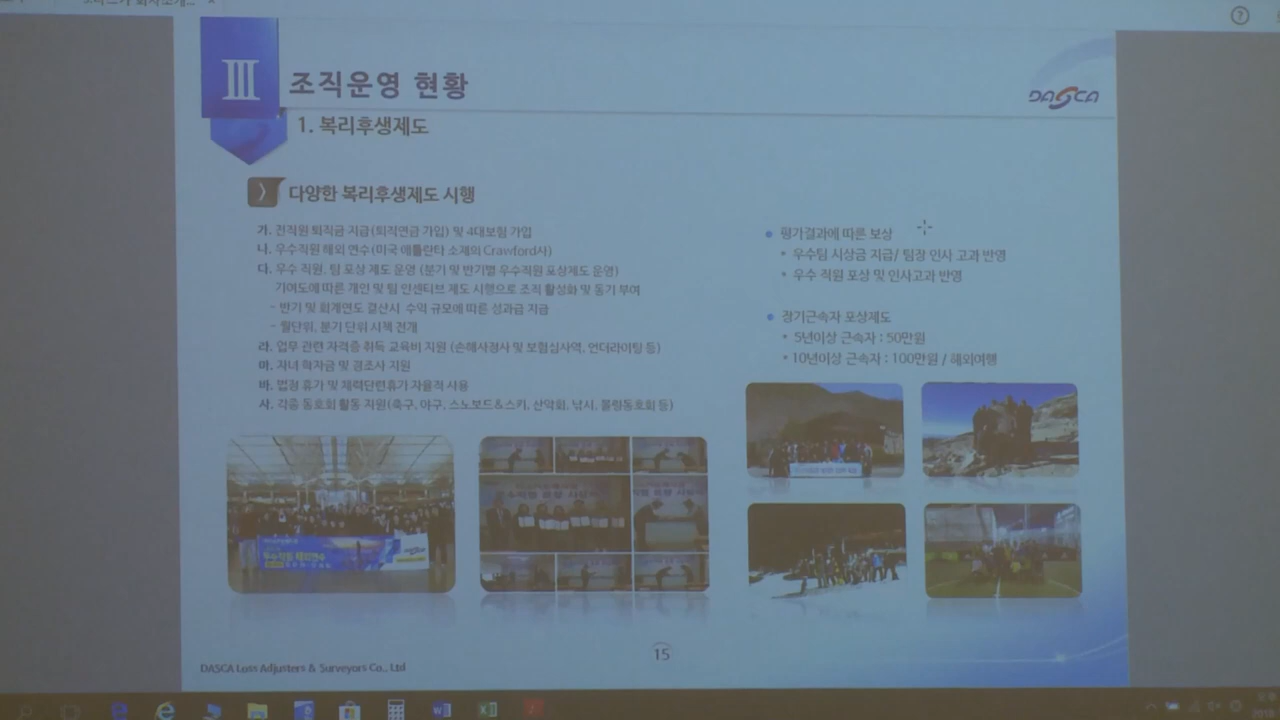 III
조직운영 현황
DASCA
1. 복리후생제도
다양한 복리후생제도 시행
가. 전직원 퇴직금 지급(퇴직연금 가입) 및 4대보험 가입
나. 우수직원 해외 연수(미국 애틀란타 소재의 Crawford사)
다. 우수 직원, 팀 포상 제도 운영 (분기 및 반기별 우수직원 포상제도 운영)
기여도에 따른 개인 및 팀 인센티브 제도 시행으로 조직 활성화 및 동기 부여
- 반기 및 회계연도 결산시 수익 규모에 따른 성과급 지급
- 월단위, 분기 단위 시책 전개
라. 업무 관련 자격증 취득 교육비 지원 (손해사정사 및 보험심사역, 언더라이팅 등)
마. 자녀 학자금 및 경조사 지원
바. 법정 휴가 및 체력단련휴가 자율적 사용
사. 각종 동호회 활동 지원(축구, 야구, 스노보드&스키, 산악회, 낚시, 볼링동호회 등)
• 평가결과에 따른 보상
• 우수팀 시상금 지급/ 팀장 인사 고과 반영
• 우수 직원 포상 및 인사고과 반영
• 장기근속자 포상제도
• 5년이상 근속자 : 50만원
• 10년이상 근속자 : 100만원 / 해외여행
우수직원 해외연수
15
DASCA Loss Adjusters & Surveyors Co., Ltd